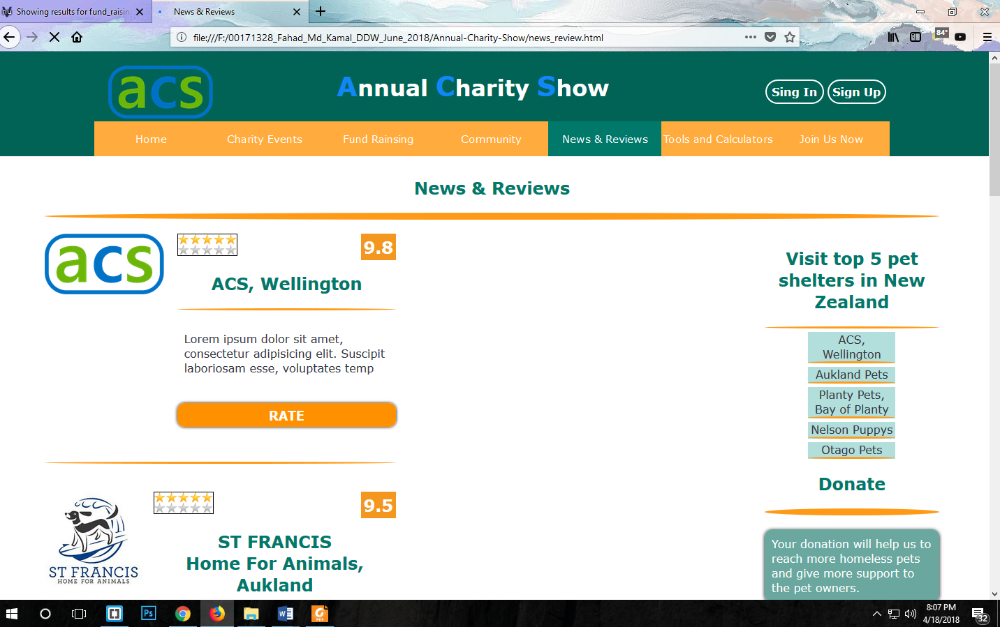 Showing results for fund_raisin
News & Reviews
file:///F:/00171328_Fahad_Md_Kamal_DDW_June_2018/Annual-Charity-Show/news_review.html
84°
acs
Annual Charity Show
Sing In
Sign Up
Home
Charity Events
Fund Rainsing
Community
News & Reviews
Tools and Calculators
Join Us Now
News & Reviews
acs
9.8
ACS, Wellington
Lorem ipsum dolor sit amet,
consectetur adipisicing elit. Suscipit
laboriosam esse, voluptates temp
RATE
ST FRANCIS
HOME FOR ANIMALS
9.5
ST FRANCIS
Home For Animals,
Aukland
Visit top 5 pet
shelters in New
Zealand
ACS,
Wellington
Aukland Pets
Planty Pets,
Bay of Planty
Nelson Puppys
Otago Pets
Donate
Your donation will help us to
reach more homeless pets
and give more support to
the pet owners.
Ps
W
PDF
8:07 PM
4/18/2018
32